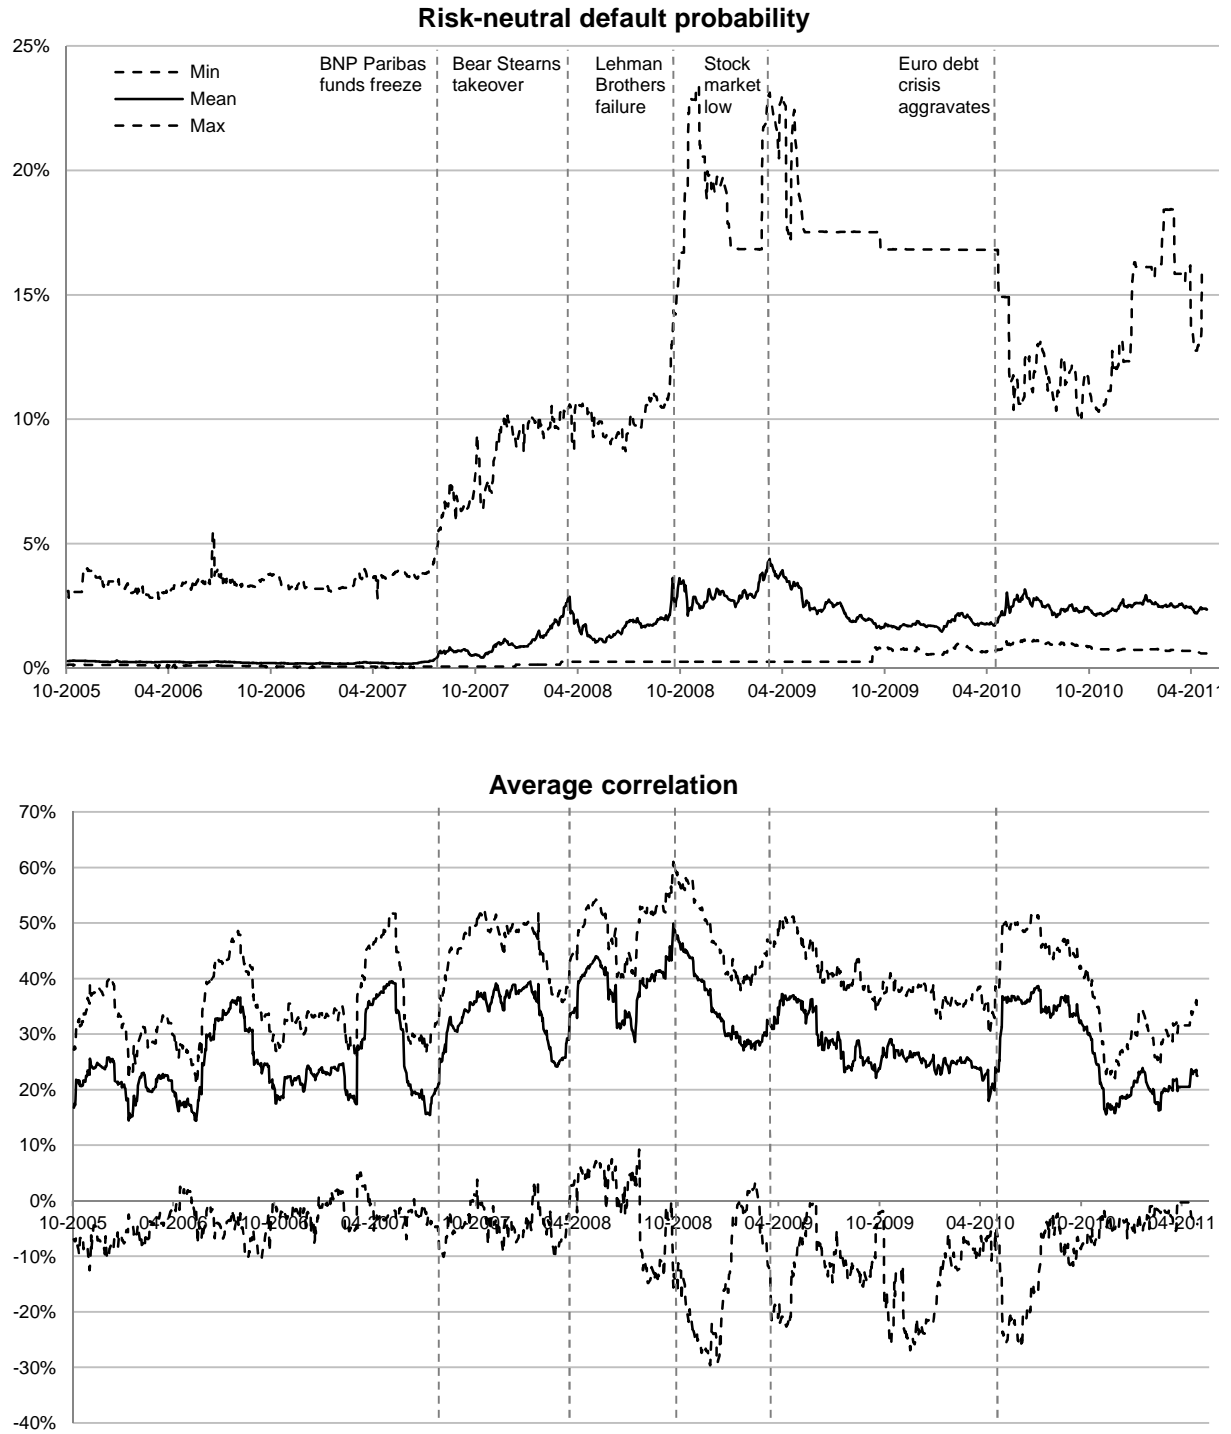 Risk-neutral default probability
25%
20%
15%
10%
5%
0%
Min
Mean
Max
BNP Paribas
funds freeze
Bear Stearns
takeover
Lehman
Brothers
failure
Stock
market
low
Euro debt
crisis
aggravates
10-2005 04-2006 10-2006 04-2007 10-2007 04-2008 10-2008 04-2009 10-2009 04-2010 10-2010 04-2011
Average correlation
70%
60%
50%
40%
30%
20%
10%
0%
10-2005 04-2006 10-2006 04-2007 10-2007 04-2008 10-2008 04-2009 10-2009 04-2010 10-2010 04-2011
-10%
-20%
-30%
-40%